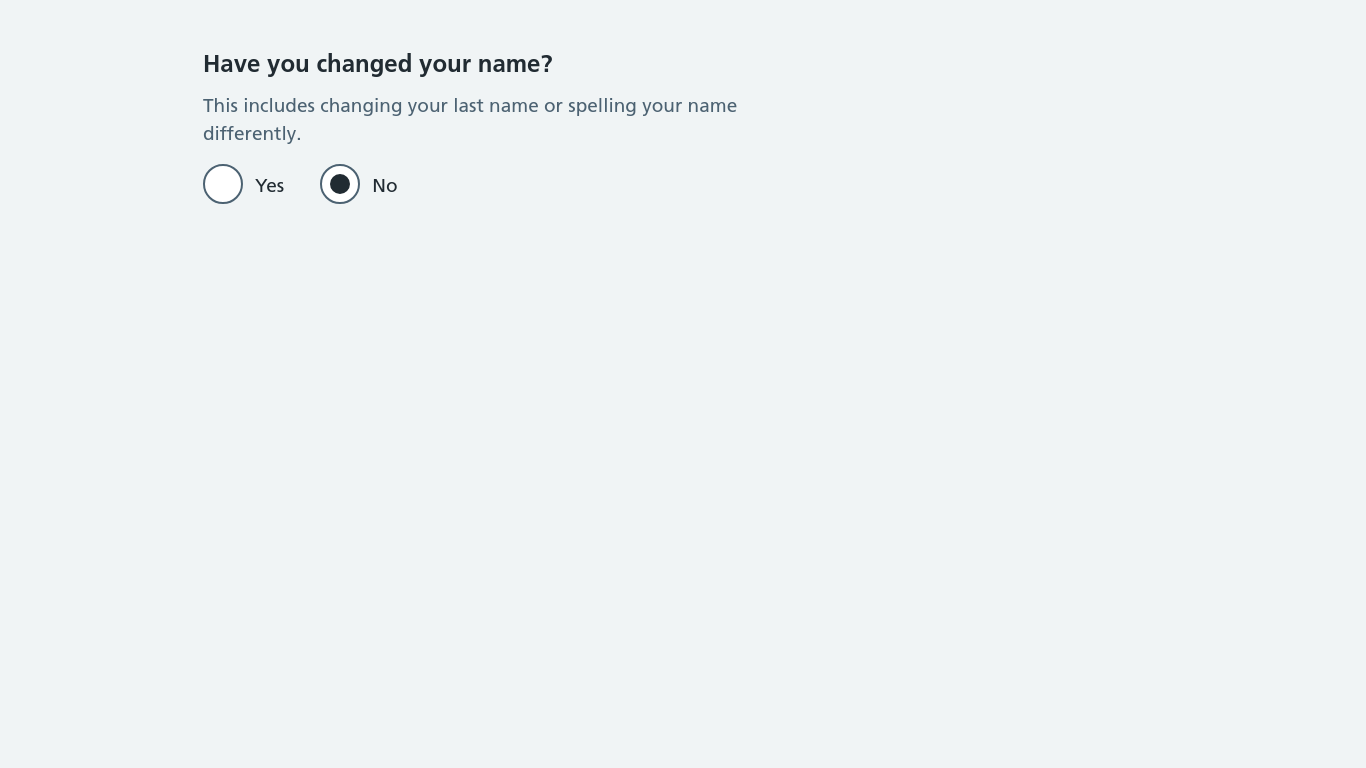 Have you changed your name?
This includes changing your last name or spelling your name
differently.
Yes
No